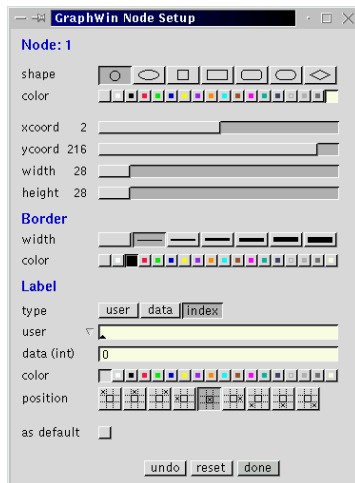 GraphWin Node Setup
Node: 1
shape
color
xcoord 2
ycoord 216
width 28
height 28
Border
width
color
Label
type user data index
user
data (int) 0
color
position
as default
undo reset done